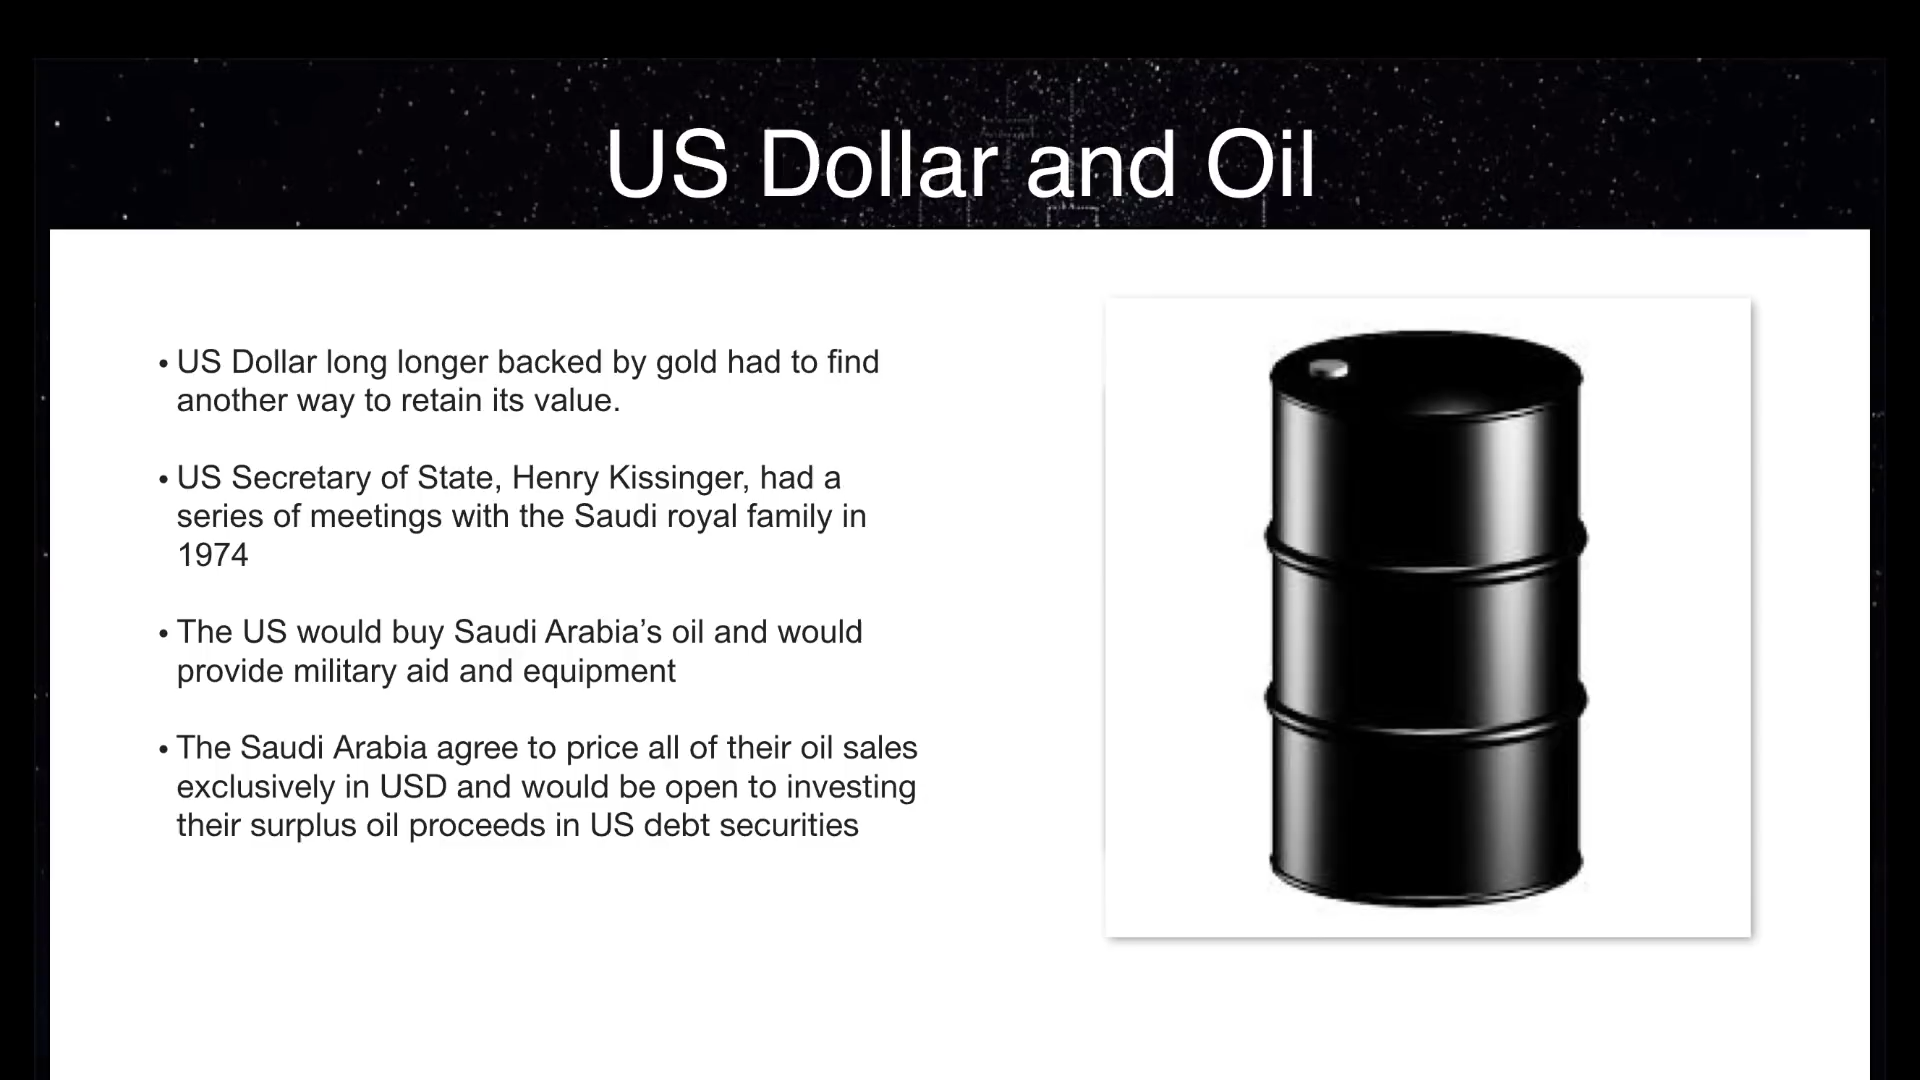 US Dollar and Oil
• US Dollar long longer backed by gold had to find
another way to retain its value.
• US Secretary of State, Henry Kissinger, had a
series of meetings with the Saudi royal family in
1974
• The US would buy Saudi Arabia’s oil and would
provide military aid and equipment
• The Saudi Arabia agree to price all of their oil sales
exclusively in USD and would be open to investing
their surplus oil proceeds in US debt securities